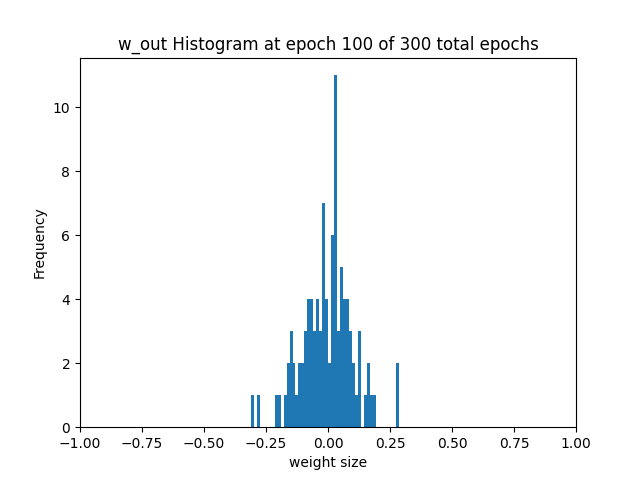 w_out Histogram at epoch 100 of 300 total epochs
Frequency
10
8
6
4
2
0
−1.00 −0.75 −0.50 −0.25 0.00 0.25 0.50 0.75 1.00
weight size